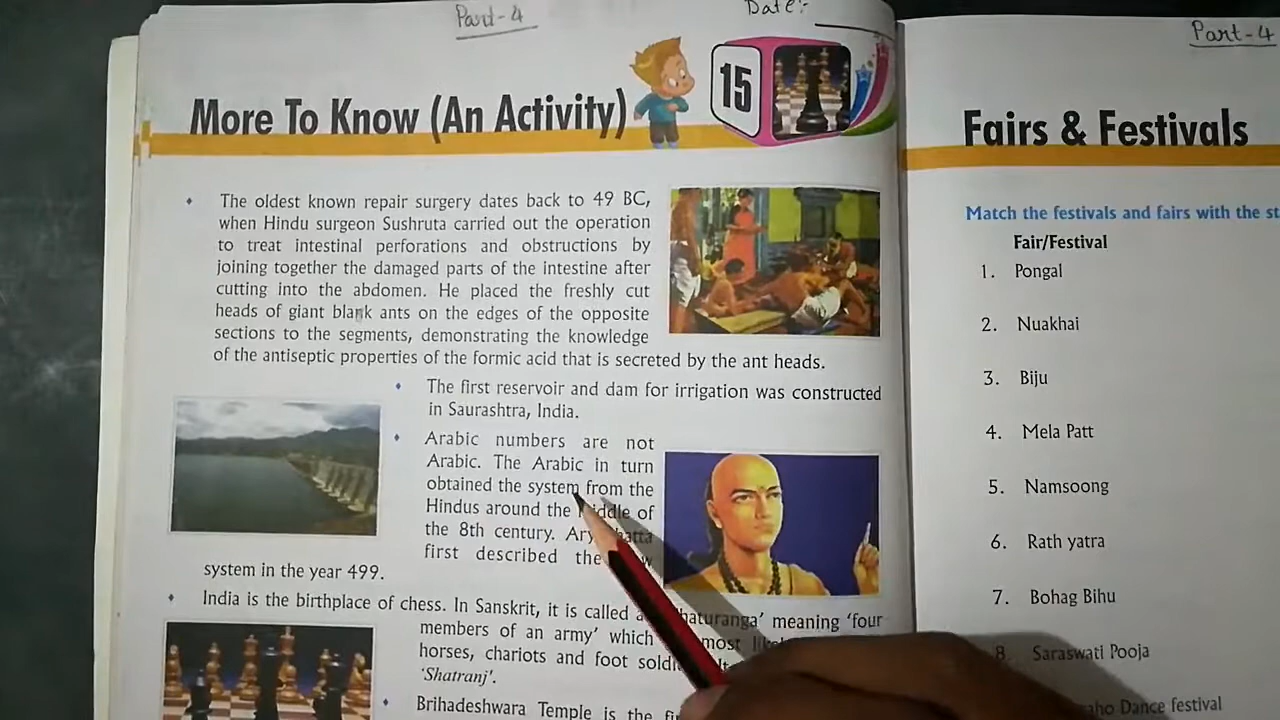 Part-4
Date:-
15
More To Know (An Activity)
The oldest known repair surgery dates back to 49 BC,
when Hindu surgeon Sushruta carried out the operation
to treat intestinal perforations and obstructions by
joining together the damaged parts of the intestine after
cutting into the abdomen. He placed the freshly cut
heads of giant blank ants on the edges of the opposite
sections to the segments, demonstrating the knowledge
of the antiseptic properties of the formic acid that is secreted by the ant heads.
The first reservoir and dam for irrigation was constructed
in Saurashtra, India.
Arabic numbers are not
Arabic. The Arabic in turn
obtained the system from the
Hindus around the middle of
the 8th century.
first described the
system in the year 499.
India is the birthplace of chess. In Sanskrit, it is called meaning 'four
members of an army' which most
horses, chariots and foot
'Shatranj'.
Brihadeshwara Temple is the
Part-4
Fairs & Festivals
Match the festivals and fairs with the
Fair/Festival
1. Pongal
2. Nuakhai
3. Biju
4. Mela Patt
5. Namsoong
6. Rath yatra
7. Bohag Bihu
8. Saraswati Pooja
Dance festival